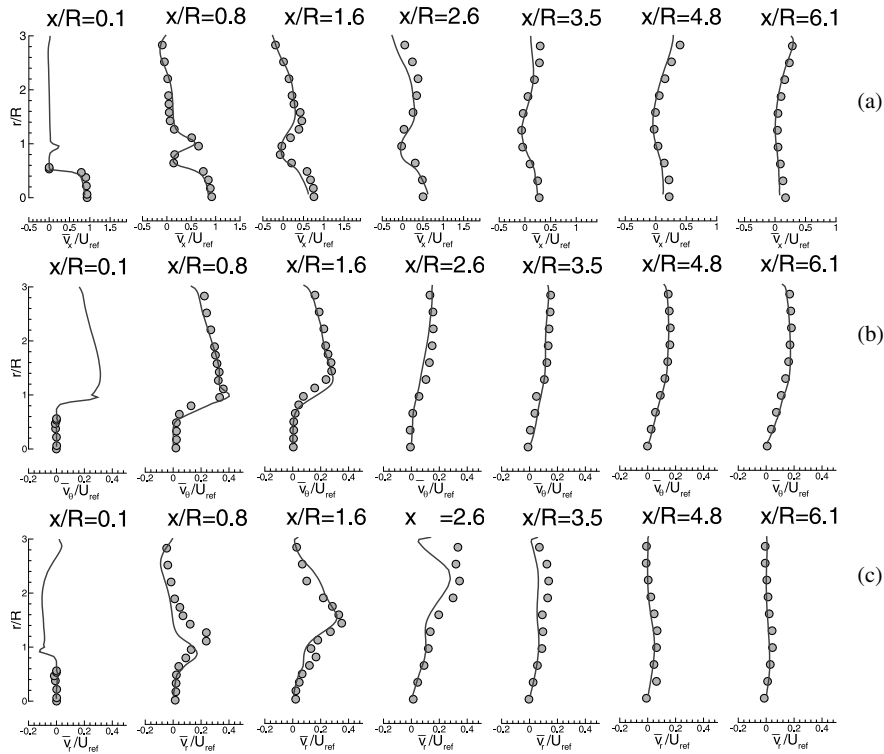 x/R=0.1 x/R=0.8 x/R=1.6 x/R=2.6 x/R=3.5 x/R=4.8 x/R=6.1
3
2
1
0
r/R
(a)
-0.5 0 0.5 1 1.5 -0.5 0 0.5 1 1.5 -0.5 0 0.5 1 1.5 -0.5 0 0.5 1 -0.5 0 0.5 1 -0.5 0 0.5 1 -0.5 0 0.5 1
v̅x/Uref v̅x/Uref v̅x/Uref v̅x/Uref v̅x/Uref v̅x/Uref v̅x/Uref
x/R=0.1 x/R=0.8 x/R=1.6 x/R=2.6 x/R=3.5 x/R=4.8 x/R=6.1
3
2
1
0
r/R
(b)
-0.2 0 0.2 0.4 -0.2 0 0.2 0.4 -0.2 0 0.2 0.4 -0.2 0 0.2 0.4 -0.2 0 0.2 0.4 -0.2 0 0.2 0.4 -0.2 0 0.2 0.4
v̅θ/Uref v̅θ/Uref v̅θ/Uref v̅θ/Uref v̅θ/Uref v̅θ/Uref v̅θ/Uref
x/R=0.1 x/R=0.8 x/R=1.6 x =2.6 x/R=3.5 x/R=4.8 x/R=6.1
3
2
1
0
r/R
(c)
-0.2 0 0.2 0.4 -0.2 0 0.2 0.4 -0.2 0 0.2 0.4 -0.2 0 0.2 0.4 -0.2 0 0.2 0.4 -0.2 0 0.2 0.4 -0.2 0 0.2 0.4
v̅r/Uref v̅r/Uref v̅r/Uref v̅r/Uref v̅r/Uref v̅r/Uref v̅r/Uref